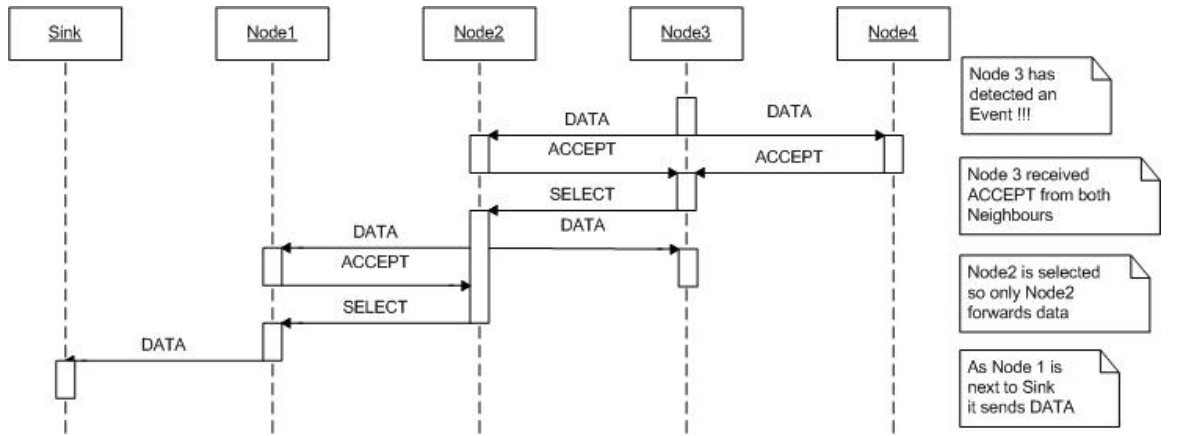 Sink
Node1
Node2
Node3
Node4
Node 3 has
detected an
Event !!!
DATA
DATA
ACCEPT
ACCEPT
Node 3 received
ACCEPT from both
Neighbours
SELECT
DATA
DATA
ACCEPT
Node2 is selected
so only Node2
forwards data
SELECT
DATA
As Node 1 is
next to Sink
it sends DATA